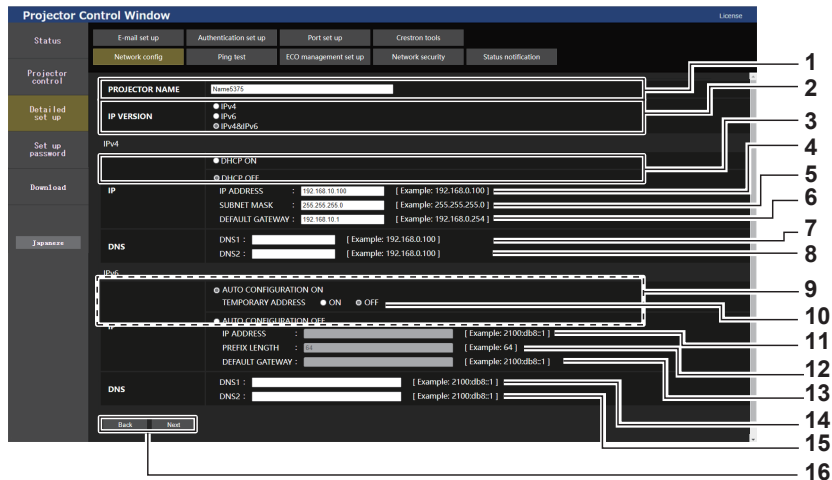 Projector Control Window
License
Status
E-mail set up
Authentication set up
Port set up
Crestron tools
Network config
Ping test
ECO management set up
Network security
Status notification
Projector
control
Detailed
set up
Set up
password
Download
Japanese
PROJECTOR NAME
Name5375
1
IP VERSION
IPv4
IPv6
IPv4&IPv6
2
IPv4
DHCP ON
3
DHCP OFF
IP
IP ADDRESS : 192.168.10.100 [ Example: 192.168.0.100 ]
4
SUBNET MASK : 255.255.255.0 [ Example: 255.255.255.0 ]
5
DEFAULT GATEWAY : 192.168.10.1 [ Example: 192.168.0.254 ]
6
DNS
DNS1 : [ Example: 192.168.0.100 ]
7
DNS2 : [ Example: 192.168.0.100 ]
8
IPv6
AUTO CONFIGURATION ON
9
TEMPORARY ADDRESS ON OFF
10
AUTO CONFIGURATION OFF
IP
IP ADDRESS : [ Example: 2100:db8::1 ]
11
PREFIX LENGTH : 64 [ Example: 64 ]
12
DEFAULT GATEWAY : [ Example: 2100:db8::1 ]
13
DNS
DNS1 : [ Example: 2100:db8::1 ]
14
DNS2 : [ Example: 2100:db8::1 ]
15
Back
Next
16